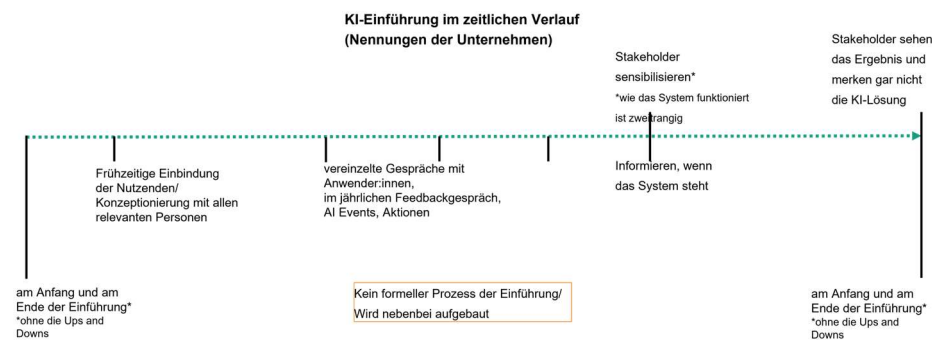 KI-Einführung im zeitlichen Verlauf
(Nennungen der Unternehmen)
Stakeholder
sensibilisieren*
*wie das System funktioniert
ist zweitrangig
Stakeholder sehen
das Ergebnis und
merken gar nicht
die KI-Lösung
Frühzeitige Einbindung
der Nutzenden/
Konzeptionierung mit allen
relevanten Personen
vereinzelte Gespräche mit
Anwender:innen,
im jährlichen Feedbackgespräch,
AI Events, Aktionen
Informieren, wenn
das System steht
am Anfang und am
Ende der Einführung*
*ohne die Ups and
Downs
Kein formeller Prozess der Einführung/
Wird nebenbei aufgebaut
am Anfang und am
Ende der Einführung*
*ohne die Ups and
Downs